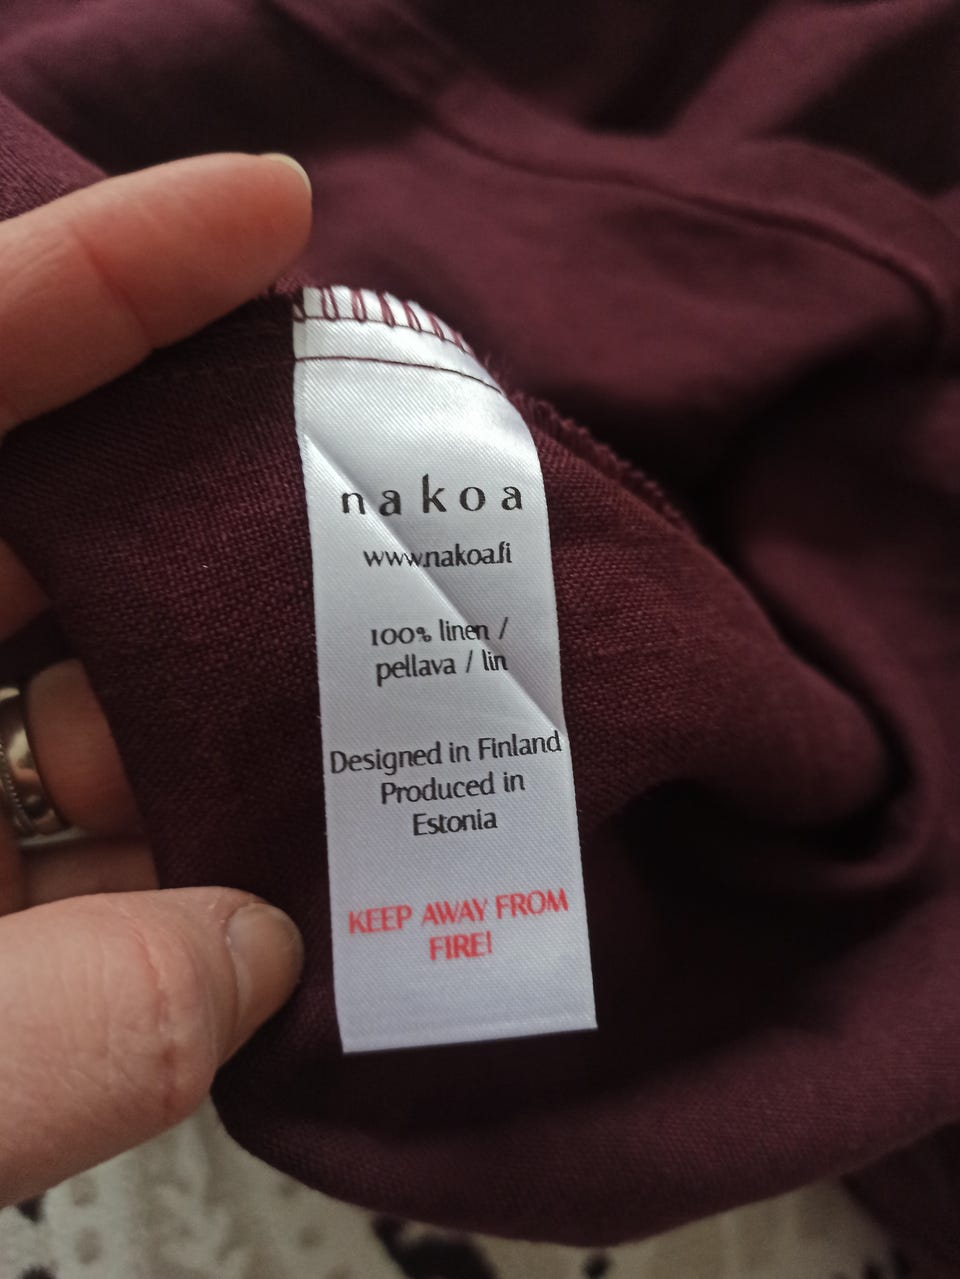 nakoa
www.nakoa.fi
100% linen /
pellava / lin
Designed in Finland
Produced in
Estonia
KEEP AWAY FROM
FIRE!